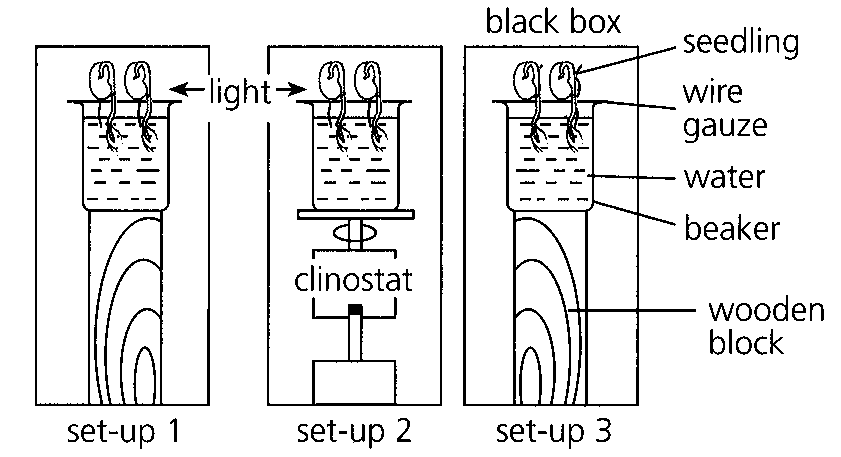 black box
seedling
light
wire
gauze
water
beaker
clinostat
wooden
block
set-up 1
set-up 2
set-up 3